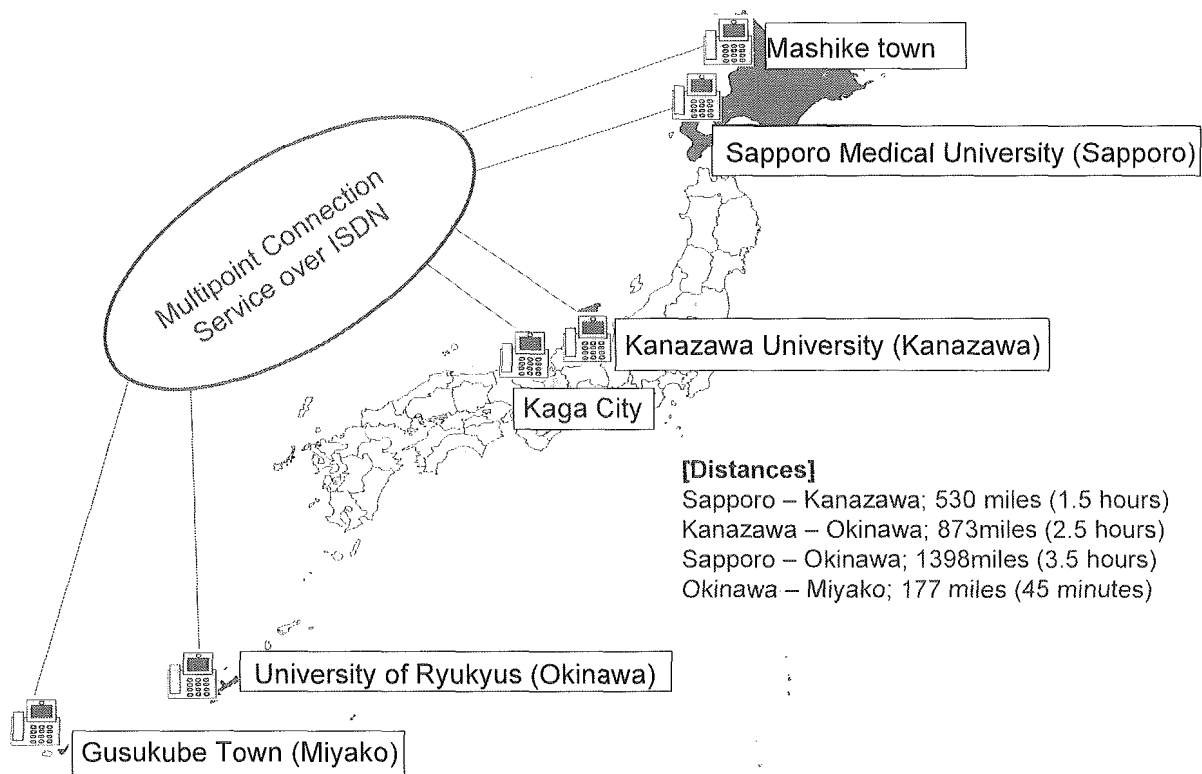 Mashike town
Sapporo Medical University (Sapporo)
Multipoint Connection
Service over ISDN
Kanazawa University (Kanazawa)
Kaga City
[Distances]
Sapporo – Kanazawa; 530 miles (1.5 hours)
Kanazawa – Okinawa; 873miles (2.5 hours)
Sapporo – Okinawa; 1398miles (3.5 hours)
Okinawa – Miyako; 177 miles (45 minutes)
University of Ryukyus (Okinawa)
Gusukube Town (Miyako)